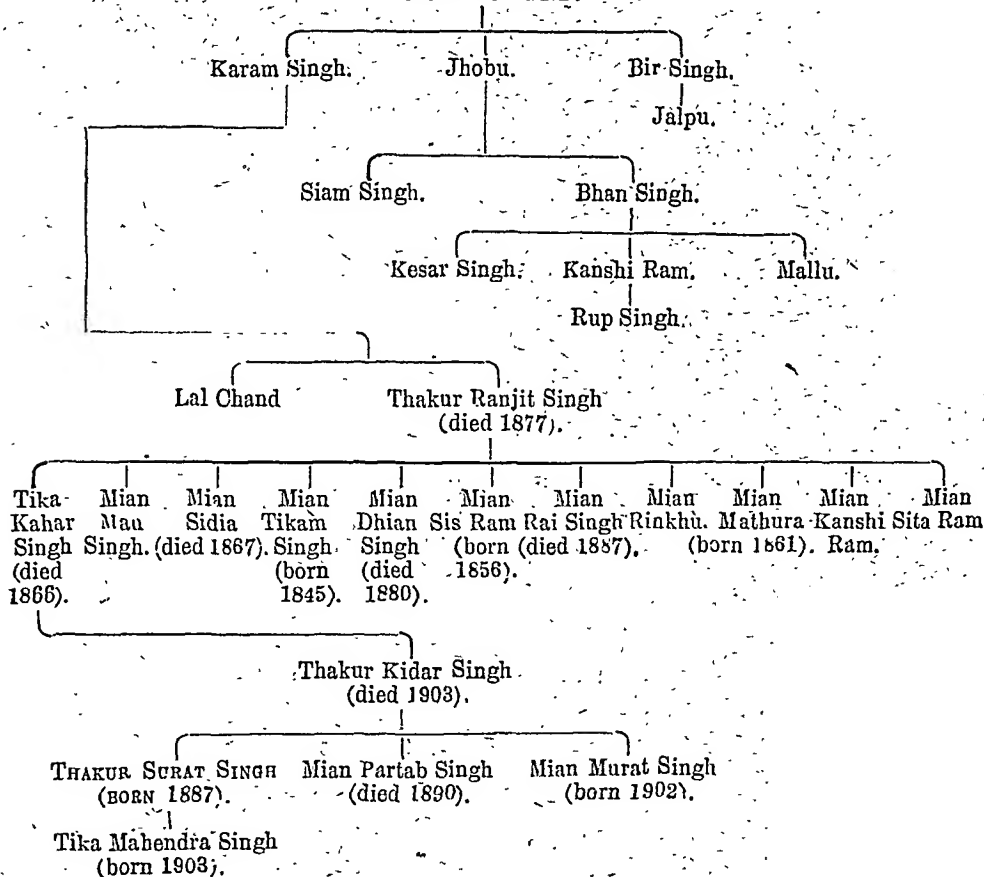 Karam Singh. Jhobu. Bir Singh.
Jalpu.
Siam Singh. Bhan Singh.
Kesar Singh. Kanshi Ram. Mallu.
Rup Singh.
Lal Chand Thakur Ranjit Singh
(died 1877).
Tika Mian Mian Mian Mian Mian Mian Mian Mian Mian Mian
Kahar Mau Sidia Tikam Dhian Sis Ram Rai Singh Rinkhu. Mathura Kanshi Sita Ram
Singh Singh. (died 1867). Singh Singh (born (died 1887). (born 1861). Ram.
(died (born (died 1856).
1866). 1845). 1880).
Thakur Kidar Singh
(died 1903).
THAKUR SURAT SINGH Mian Partab Singh Mian Murat Singh
(BORN 1887). (died 1890). (born 1902).
Tika Mahendra Singh
(born 1903).